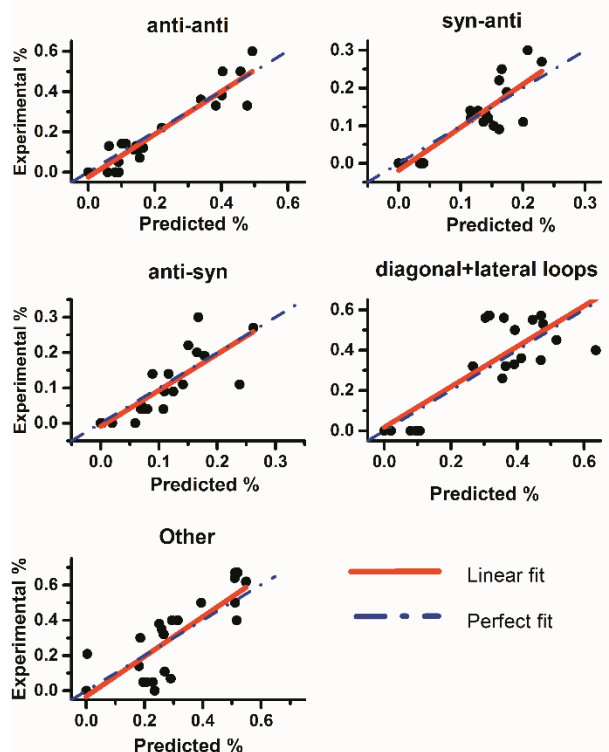 anti-anti
syn-anti
Experimental %
0.6
0.4
0.2
0.0
0.0 0.2 0.4 0.6
Predicted %
0.3
0.2
0.1
0.0
0.0 0.1 0.2 0.3
Predicted %
anti-syn
diagonal+lateral loops
Experimental %
0.3
0.2
0.1
0.0
0.0 0.1 0.2 0.3
Predicted %
0.6
0.4
0.2
0.0
0.0 0.2 0.4 0.6
Predicted %
Other
Experimental %
0.6
0.4
0.2
0.0
0.0 0.2 0.4 0.6
Predicted %
Linear fit
Perfect fit